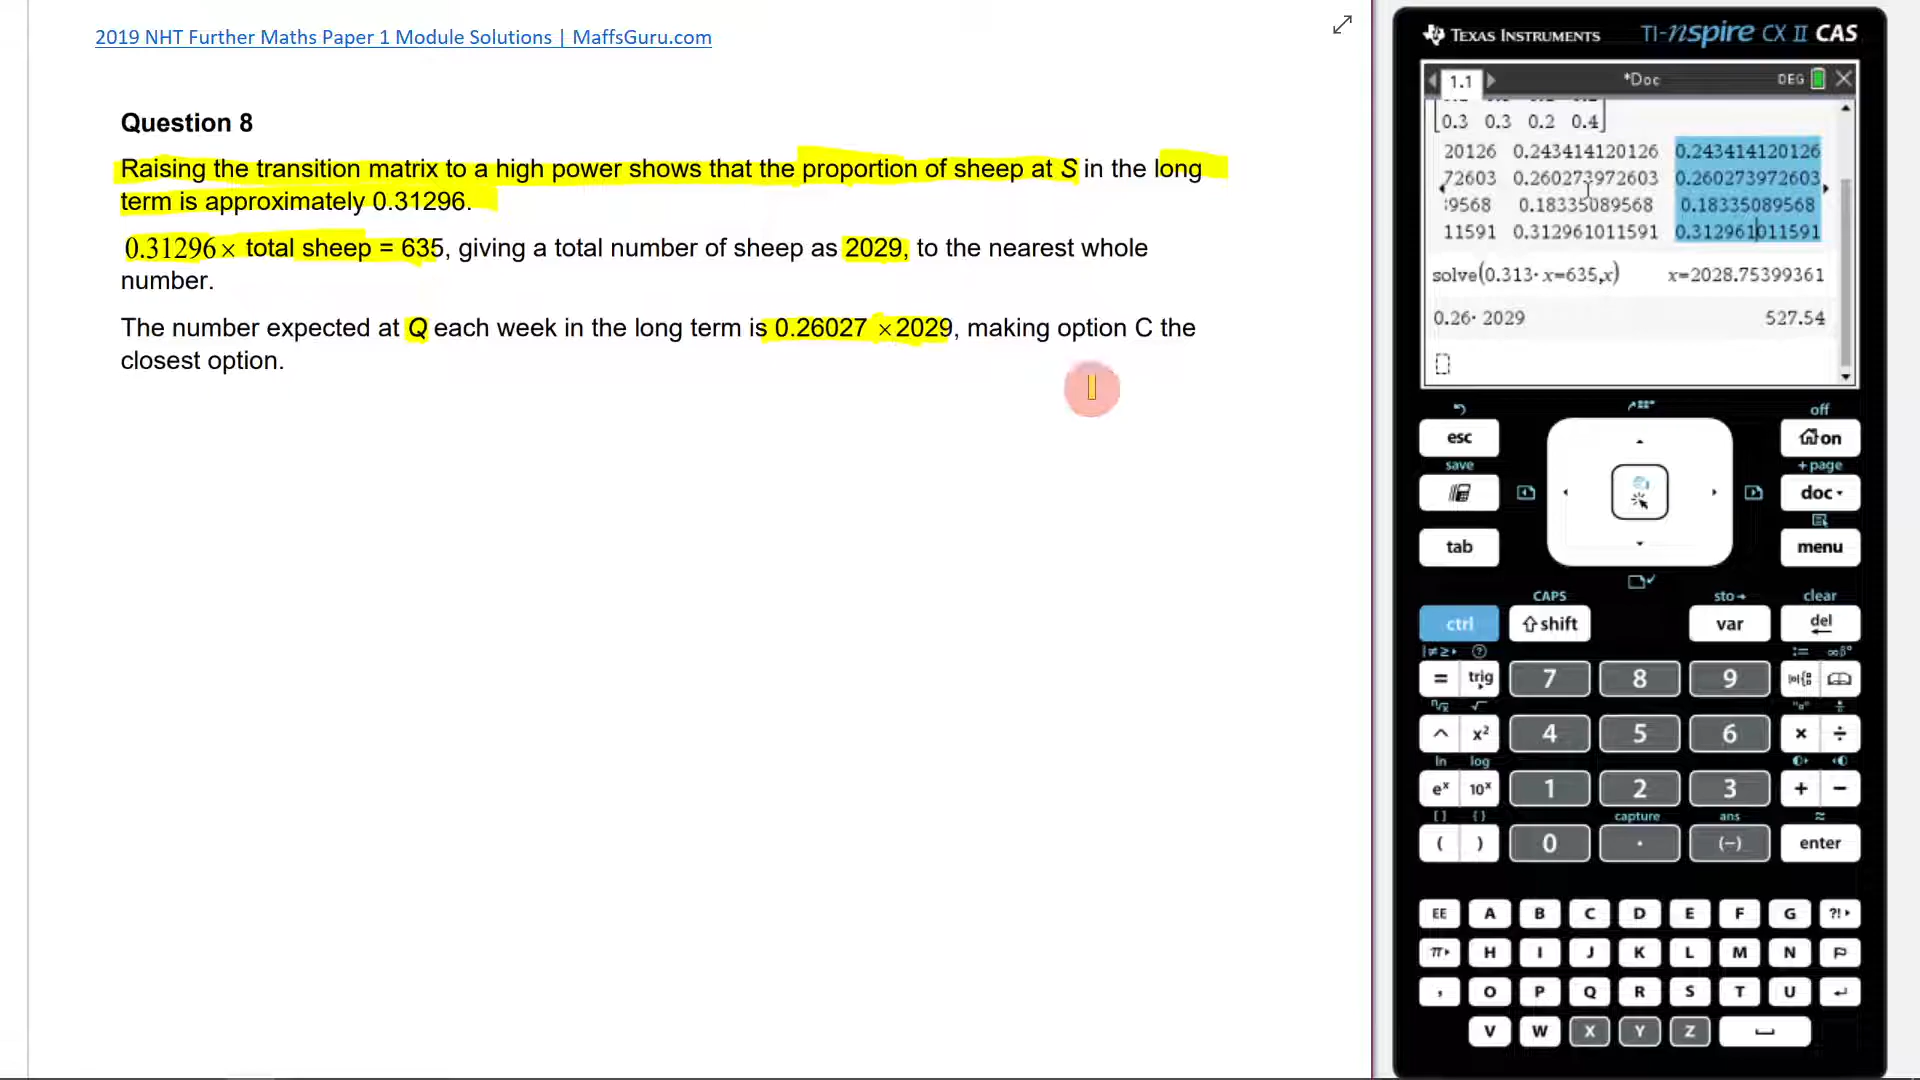 2019 NHT Further Maths Paper 1 Module Solutions | MaffsGuru.com
Question 8
Raising the transition matrix to a high power shows that the proportion of sheep at S in the long
term is approximately 0.31296.
0.31296 × total sheep = 635, giving a total number of sheep as 2029, to the nearest whole
number.
The number expected at Q each week in the long term is 0.26027 × 2029, making option C the
closest option.
TEXAS INSTRUMENTS TI-nspire CX II CAS
1.1 *Doc DEG
0.3 0.3 0.2 0.4
20126 0.243414120126 0.243414120126
72603 0.260273972603 0.260273972603
9568 0.18335089568 0.18335089568
11591 0.312961011591 0.312961011591
solve(0.313·x=635,x) x=2028.75399361
0.26·2029 527.54
off
esc on
save +page
doc
tab menu
CAPS sto→ clear
ctrl shift var del
= trig 7 8 9
^ x² 4 5 6 × ÷
ln log
eˣ 10ˣ 1 2 3 + −
[ ] { } capture ans ≈
( ) 0 . (−) enter
EE A B C D E F G ?!
π H I J K L M N
, O P Q R S T U
V W X Y Z